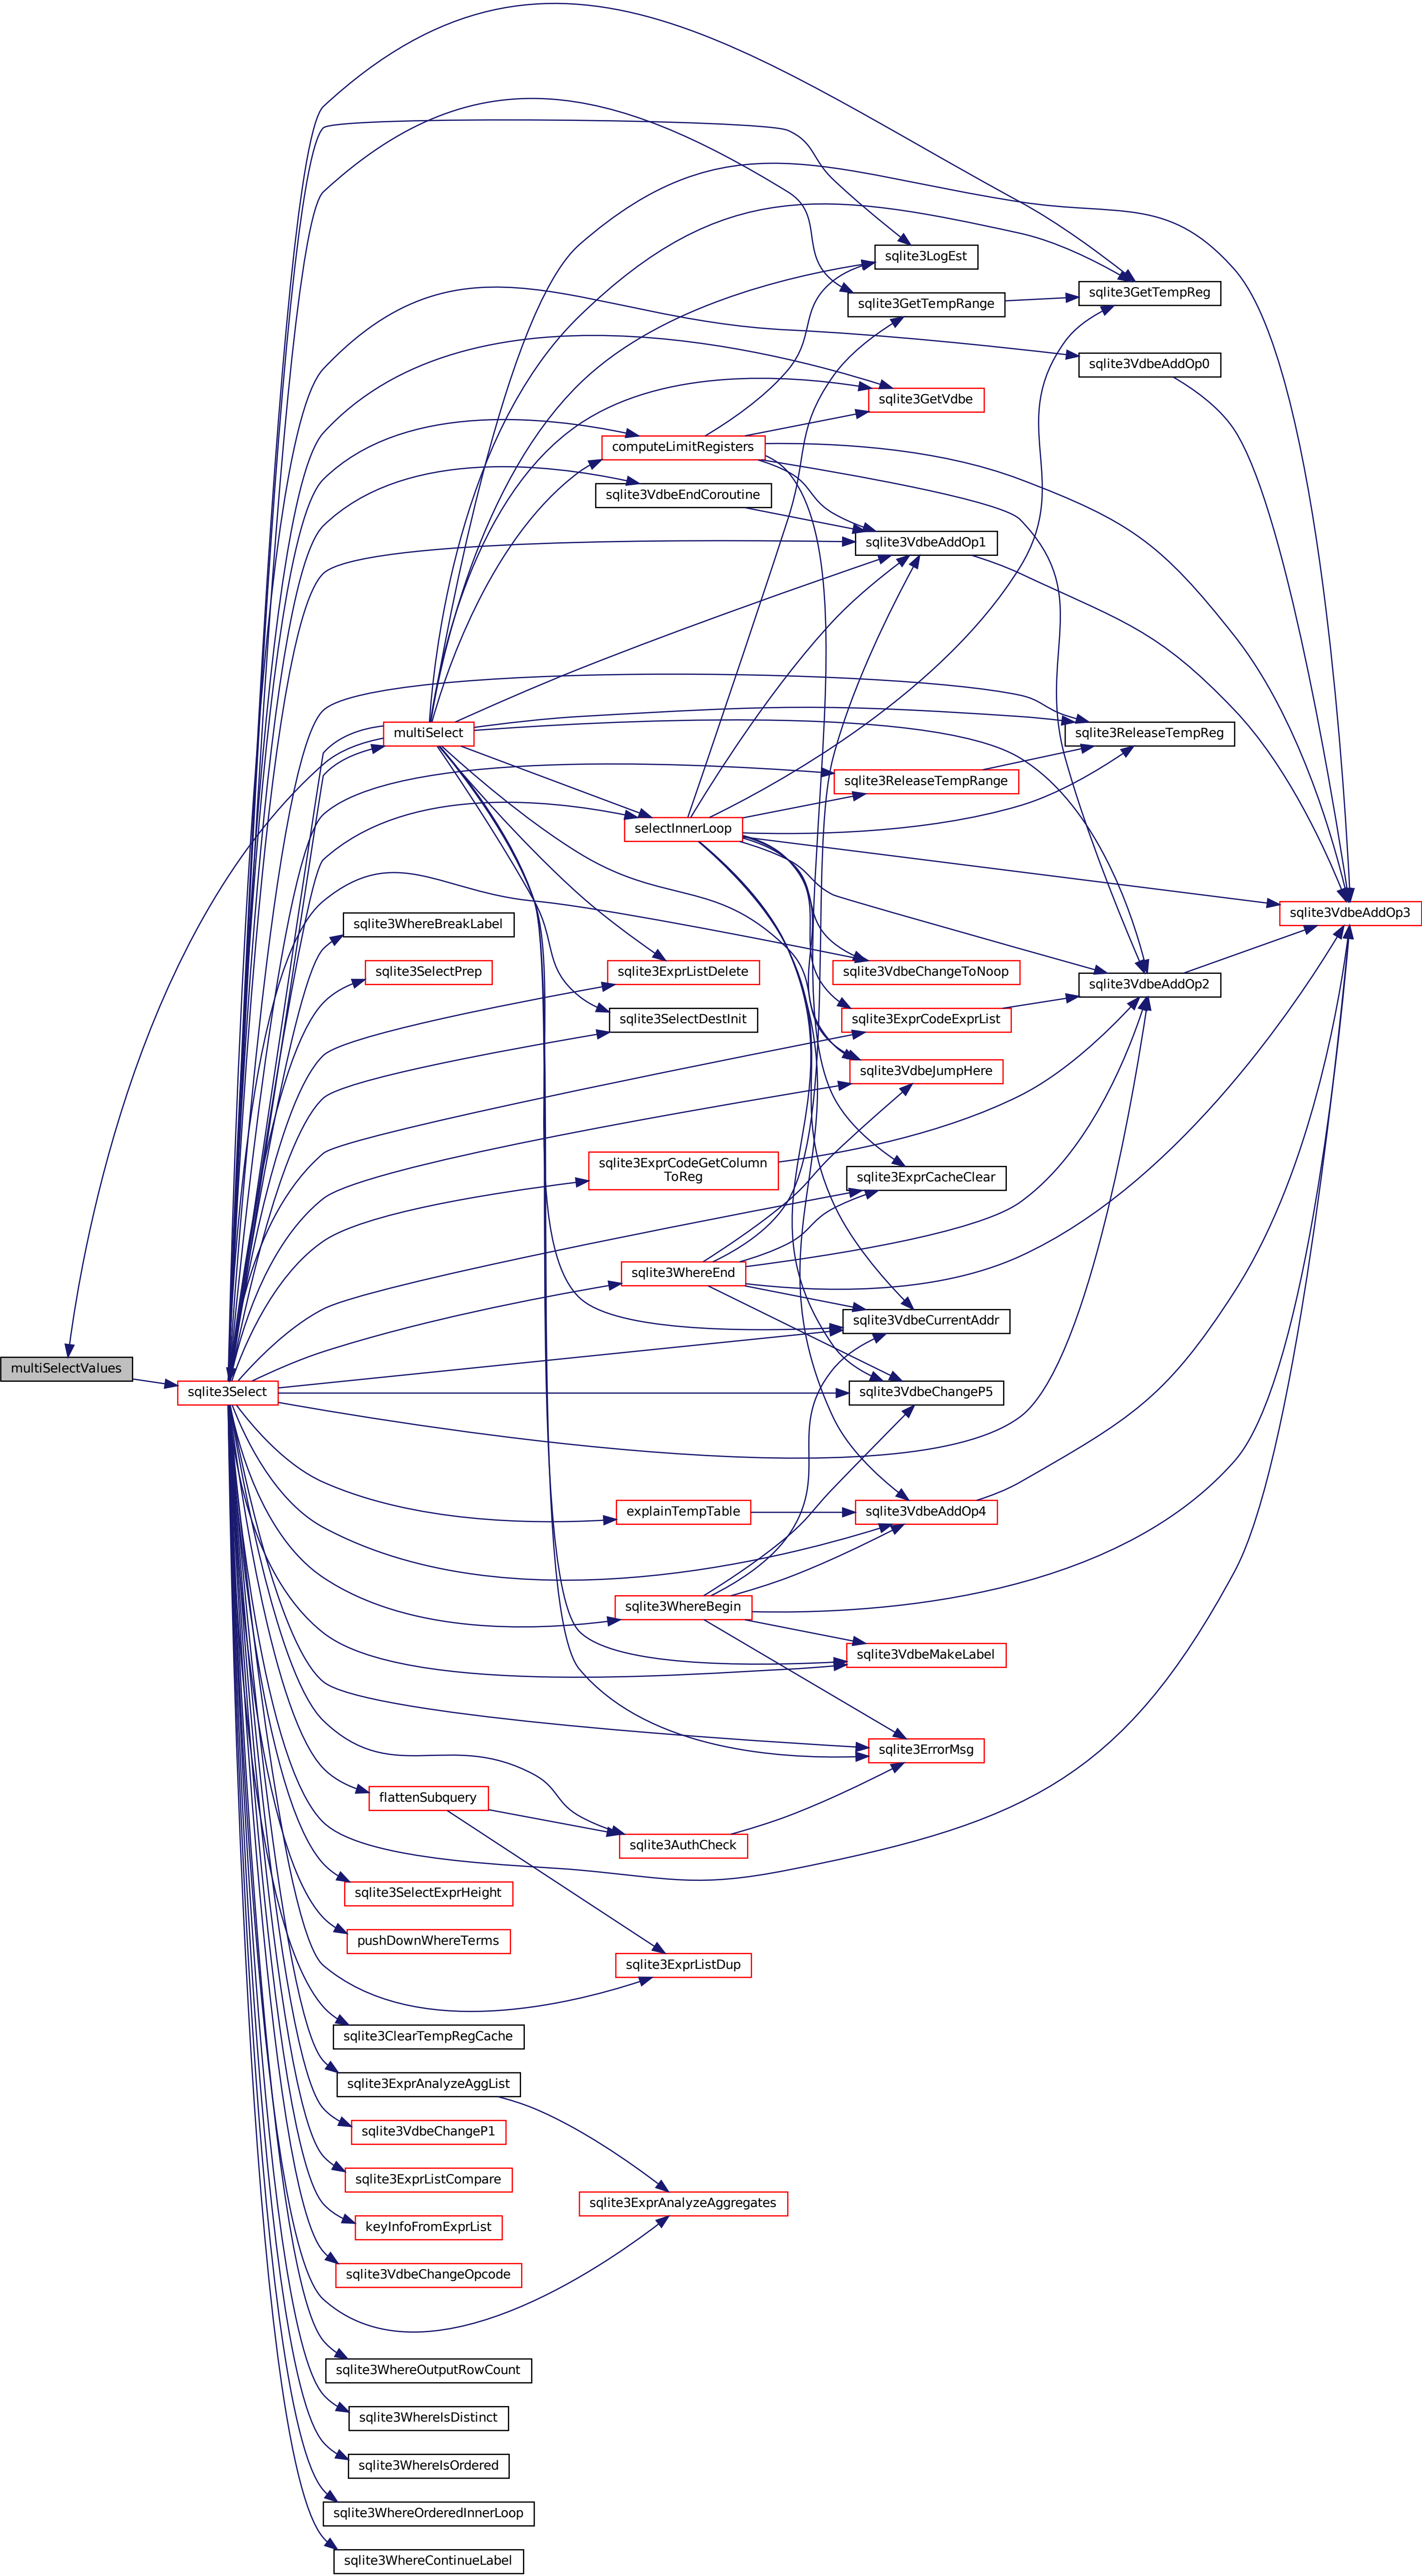 sqlite3LogEst
sqlite3GetTempReg
sqlite3GetTempRange
sqlite3VdbeAddOp0
sqlite3GetVdbe
computeLimitRegisters
sqlite3VdbeEndCoroutine
sqlite3VdbeAddOp1
multiSelect
sqlite3ReleaseTempReg
sqlite3ReleaseTempRange
selectInnerLoop
sqlite3VdbeAddOp3
sqlite3WhereBreakLabel
sqlite3SelectPrep
sqlite3ExprListDelete
sqlite3VdbeChangeToNoop
sqlite3VdbeAddOp2
sqlite3SelectDestInit
sqlite3ExprCodeExprList
sqlite3VdbeJumpHere
sqlite3ExprCodeGetColumn
ToReg
sqlite3ExprCacheClear
sqlite3WhereEnd
sqlite3VdbeCurrentAddr
multiSelectValues
sqlite3Select
sqlite3VdbeChangeP5
explainTempTable
sqlite3VdbeAddOp4
sqlite3WhereBegin
sqlite3VdbeMakeLabel
sqlite3ErrorMsg
flattenSubquery
sqlite3AuthCheck
sqlite3SelectExprHeight
pushDownWhereTerms
sqlite3ExprListDup
sqlite3ClearTempRegCache
sqlite3ExprAnalyzeAggList
sqlite3VdbeChangeP1
sqlite3ExprListCompare
sqlite3ExprAnalyzeAggregates
keyInfoFromExprList
sqlite3VdbeChangeOpcode
sqlite3WhereOutputRowCount
sqlite3WhereIsDistinct
sqlite3WhereIsOrdered
sqlite3WhereOrderedInnerLoop
sqlite3WhereContinueLabel